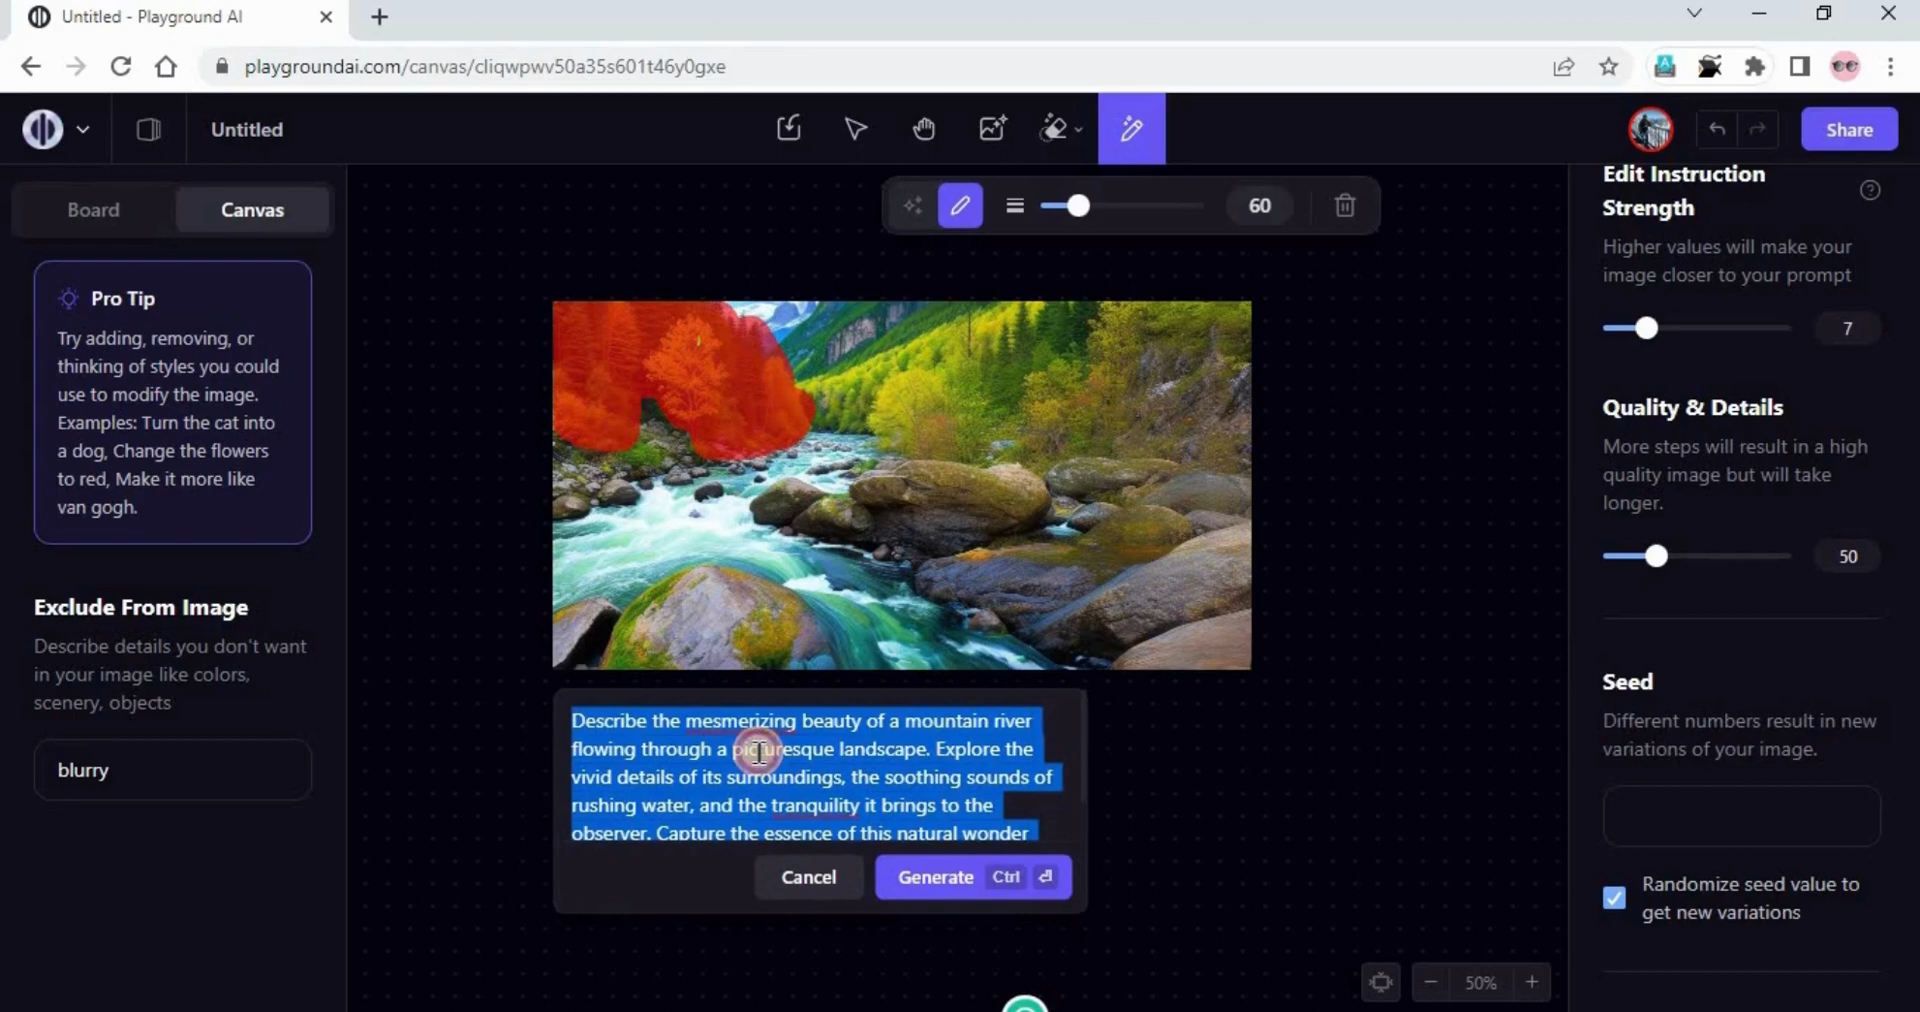 Untitled - Playground AI
playgroundai.com/canvas/cliqwpwv50a35s601t46y0gxe
Untitled
Share
Board
Canvas
Pro Tip
Try adding, removing, or
thinking of styles you could
use to modify the image.
Examples: Turn the cat into
a dog, Change the flowers
to red, Make it more like
van gogh.
Exclude From Image
Describe details you don't want
in your image like colors,
scenery, objects
blurry
60
Describe the mesmerizing beauty of a mountain river
flowing through a picturesque landscape. Explore the
vivid details of its surroundings, the soothing sounds of
rushing water, and the tranquility it brings to the
observer. Capture the essence of this natural wonder
Cancel
Generate Ctrl
Edit Instruction
Strength
Higher values will make your
image closer to your prompt
7
Quality & Details
More steps will result in a high
quality image but will take
longer.
50
Seed
Different numbers result in new
variations of your image.
Randomize seed value to
get new variations
50%